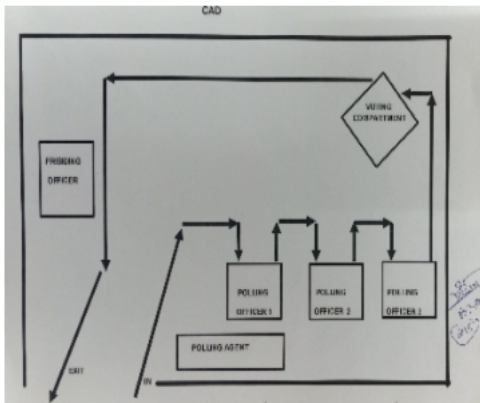 CAD
VOTING
COMPARTMENT
PRISIDING
OFFICER
POLLING
OFFICER 1
POLLING
OFFICER 2
POLLING
OFFICER 3
POLLING AGENT
EXIT
IN